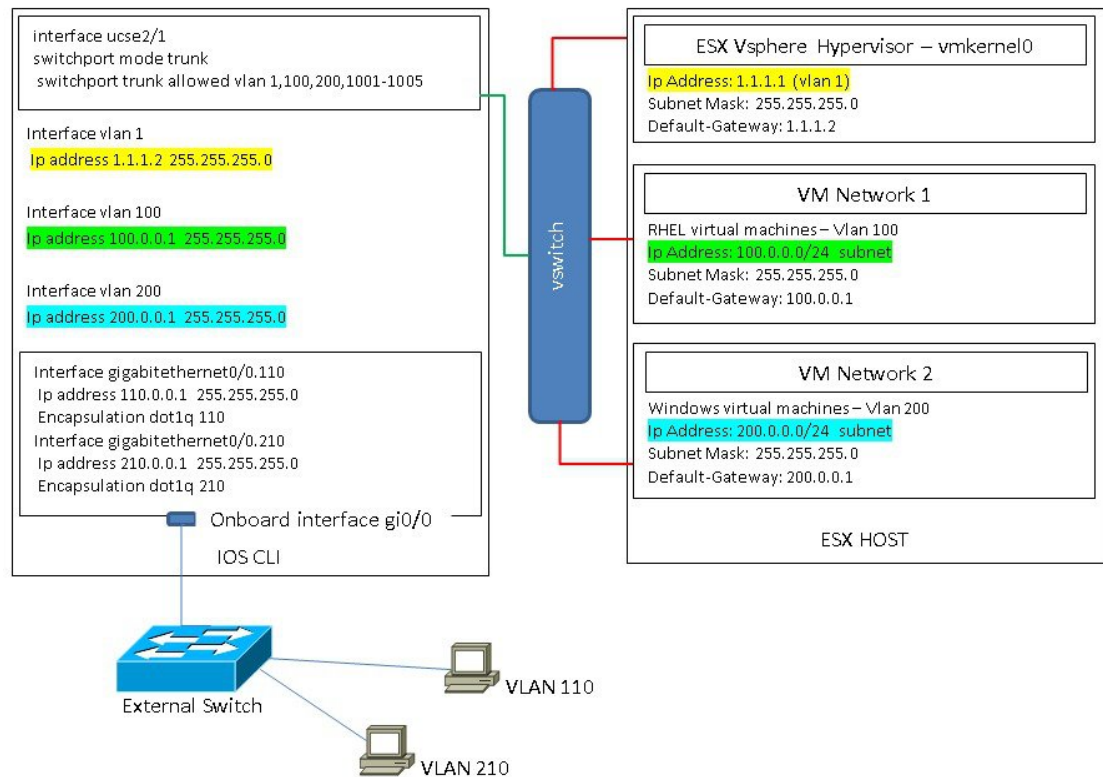 interface ucse2/1
switchport mode trunk
switchport trunk allowed vlan 1,100,200,1001-1005
Interface vlan 1
Ip address 1.1.1.2 255.255.255.0
Interface vlan 100
Ip address 100.0.0.1 255.255.255.0
Interface vlan 200
Ip address 200.0.0.1 255.255.255.0
Interface gigabitethernet0/0.110
Ip address 110.0.0.1 255.255.255.0
Encapsulation dot1q 110
Interface gigabitethernet0/0.210
Ip address 210.0.0.1 255.255.255.0
Encapsulation dot1q 210
Onboard interface gi0/0
IOS CLI
vswitch
ESX Vsphere Hypervisor – vmkernel0
Ip Address: 1.1.1.1 (vlan 1)
Subnet Mask: 255.255.255.0
Default-Gateway: 1.1.1.2
VM Network 1
RHEL virtual machines – Vlan 100
Ip Address: 100.0.0.0/24 subnet
Subnet Mask: 255.255.255.0
Default-Gateway: 100.0.0.1
VM Network 2
Windows virtual machines – Vlan 200
Ip Address: 200.0.0.0/24 subnet
Subnet Mask: 255.255.255.0
Default-Gateway: 200.0.0.1
ESX HOST
External Switch
VLAN 110
VLAN 210